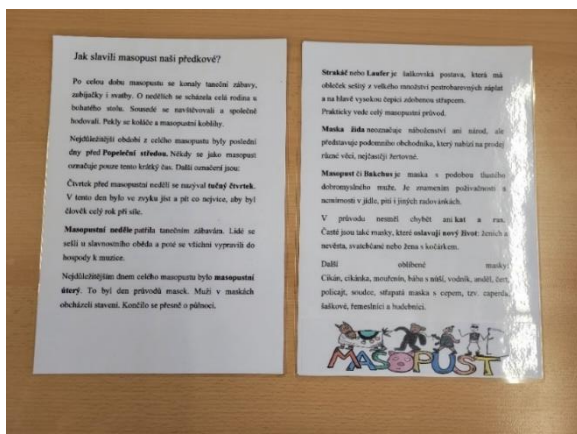 Jak slavili masopust naši předkové?
Po celou dobu masopustu se konaly taneční zábavy,
zabijačky i svatby. O nedělích se scházela celá rodina u
bohatého stolu. Sousedé se navštěvovali a společně
hodovali. Pekly se koláče a masopustní koblihy.
Nejdůležitější období z celého masopustu byly poslední
dny před Popeleční středou. Někdy se jako masopust
označuje pouze tento krátký čas. Další označení jsou:
Čtvrtek před masopustní nedělí se nazýval tučný čtvrtek.
V tento den bylo ve zvyku jíst a pít co nejvíce, aby byl
člověk celý rok při síle.
Masopustní neděle patřila tanečním zábavám. Lidé se
sešli u slavnostního oběda a poté se všichni vypravili do
hospody k muzice.
Nejdůležitějším dnem celého masopustu bylo masopustní
úterý. To byl den průvodů masek. Muži v maskách
obcházeli stavení. Končilo se přesně o půlnoci.
Strakáč nebo Laufer je šaškovská postava, která má
obleček sešitý z velkého množství pestrobarevných záplat
a na hlavě vysokou čepici zdobenou střapcem.
Prakticky vede celý masopustní průvod.
Maska žida neoznačuje náboženství ani národ, ale
představuje podomního obchodníka, který nabízí na prodej
různé věci, nejčastěji žertovné.
Masopust či Bakchus je maska s podobou tlustého
dobromyslného muže. Je znamením požívačnosti a
nemírnosti v jídle, pití i jiných radovánkách.
V průvodu nesměl chybět ani kat a ras.
Časté jsou také masky, které oslavují nový život: ženich a
nevěsta, svatebčané nebo žena s kočárkem.
Další oblíbené masky:
Cikán, cikánka, mouřenín, bába s nůší, vodník, anděl, čert,
policajt, soudce, střapatá maska s cepem, tzv.
šaškové, řemeslníci a hudebníci.
MASOPUST